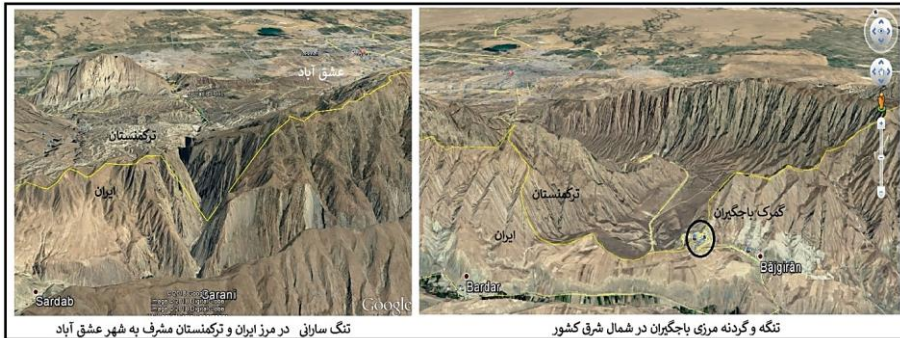 عشق آباد
ترکمنستان
ایران
Sardab
Garani
Google
ترکمنستان
ایران
گمرک باجگیران
Bajgiran
Bardar
تنگ سارانی در مرز ایران و ترکمنستان مشرف به شهر عشق آباد
تنگه و گردنه مرزی باجگیران در شمال شرق کشور